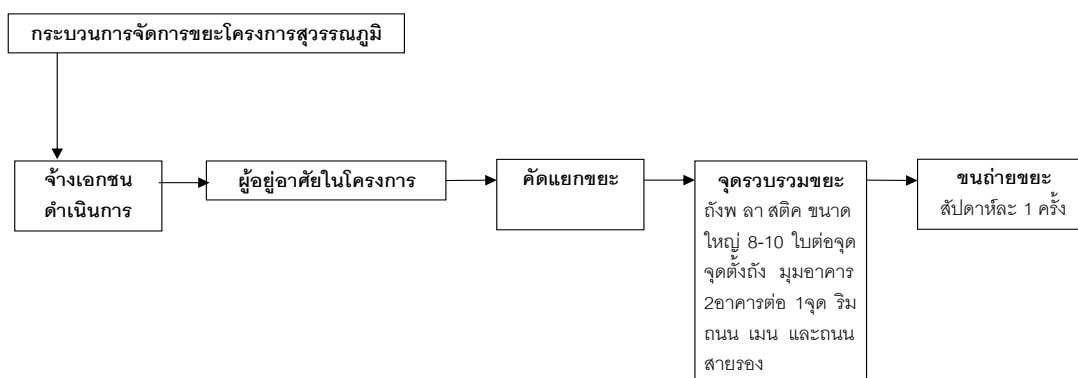 กระบวนการจัดการขยะโครงการสุวรรณภูมิ
จ้างเอกชน
ดำเนินการ
ผู้อยู่อาศัยในโครงการ
คัดแยกขยะ
จุดรวบรวมขยะ
ถังพ ลา สติค ขนาด
ใหญ่ 8-10 ใบต่อจุด
จุดตั้งถัง มุมอาคาร
2อาคารต่อ 1จุด ริม
ถนน เมน และถนน
สายรอง
ขนถ่ายขยะ
สัปดาห์ละ 1 ครั้ง